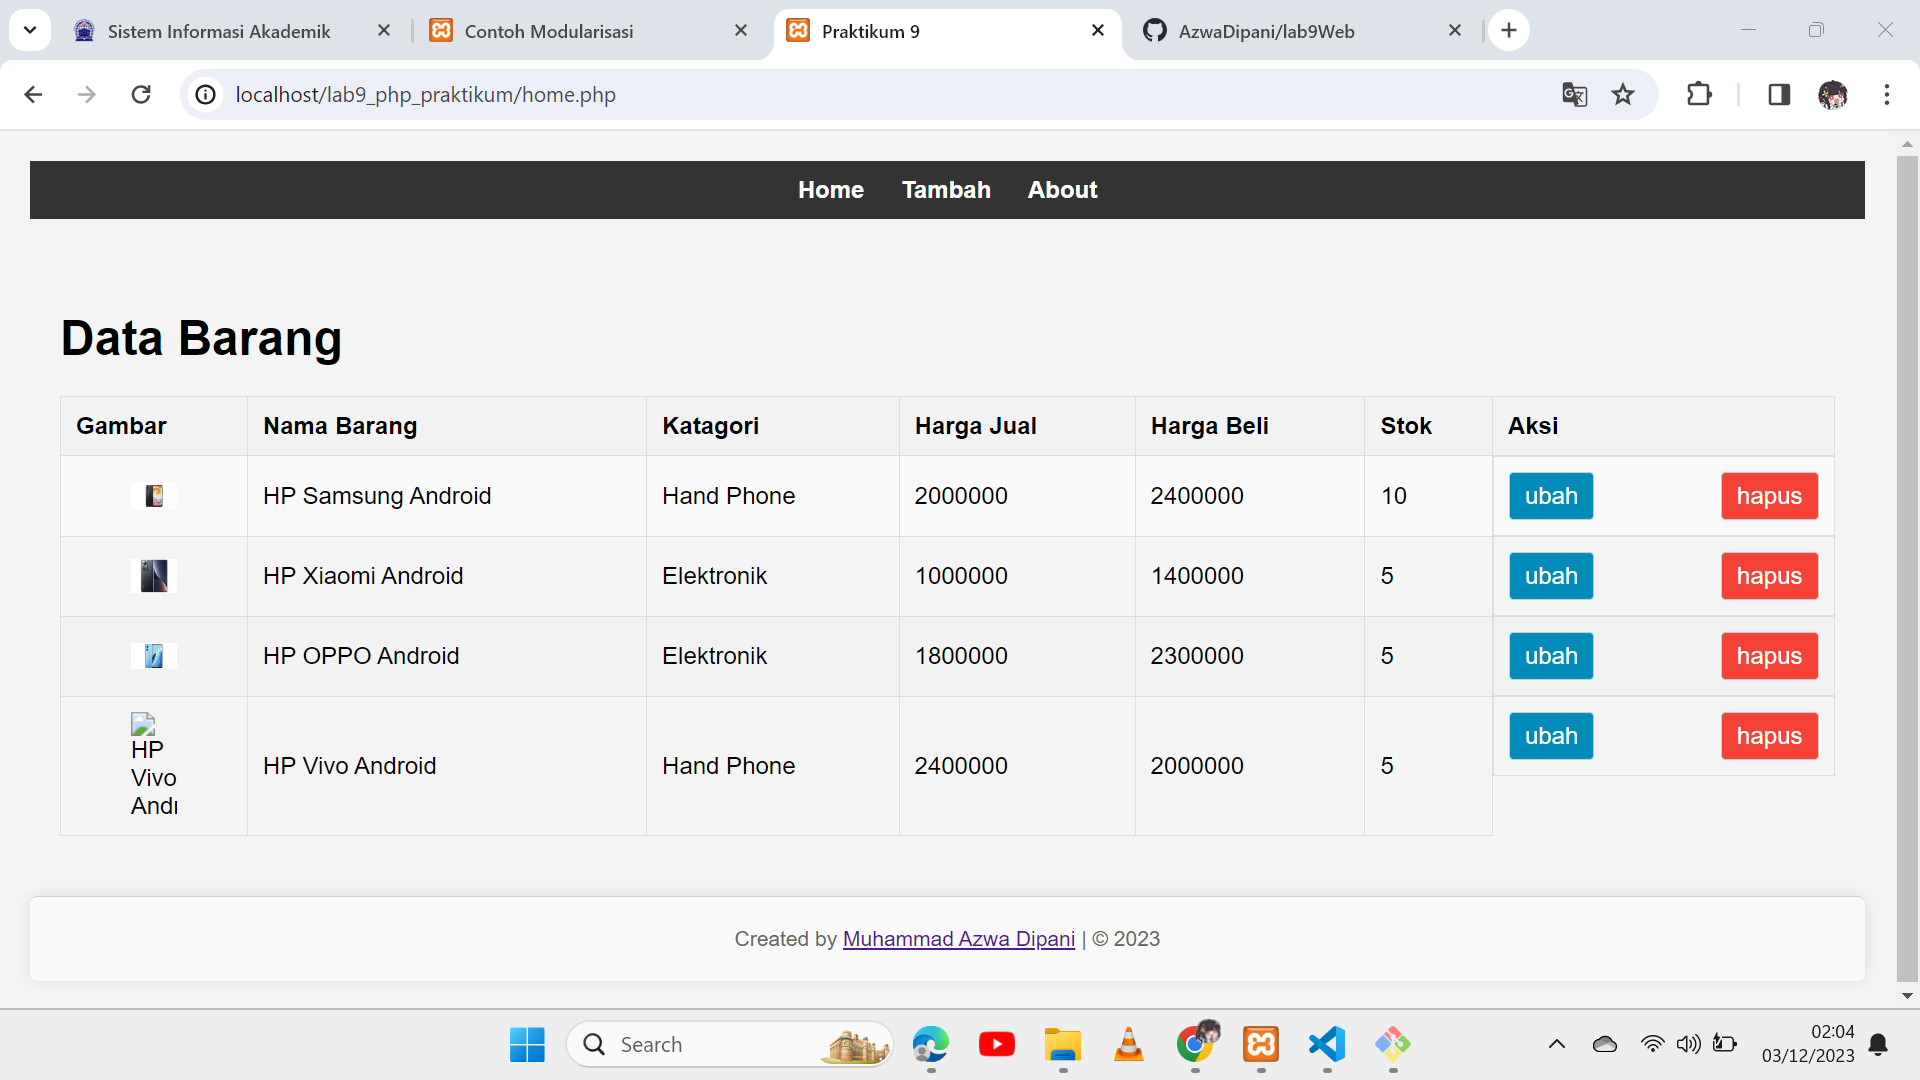 Sistem Informasi Akademik
Contoh Modularisasi
Praktikum 9
AzwaDipani/lab9Web
localhost/lab9_php_praktikum/home.php
Home Tambah About
Data Barang
Gambar Nama Barang Katagori Harga Jual Harga Beli Stok Aksi
HP Samsung Android Hand Phone 2000000 2400000 10 ubah hapus
HP Xiaomi Android Elektronik 1000000 1400000 5 ubah hapus
HP OPPO Android Elektronik 1800000 2300000 5 ubah hapus
HP
Vivo
Andr
HP Vivo Android Hand Phone 2400000 2000000 5 ubah hapus
Created by Muhammad Azwa Dipani | © 2023
Search
02:04
03/12/2023